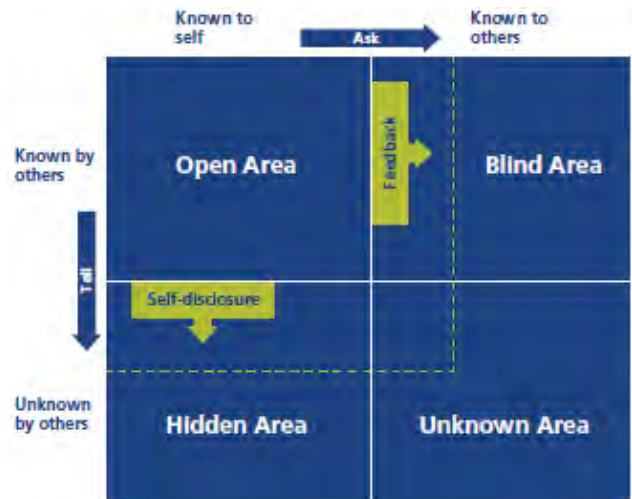 Known to
self
Ask
Known to
others
Known by
others
Open Area
Feedback
Blind Area
Tell
Self-disclosure
Unknown
by others
Hidden Area
Unknown Area